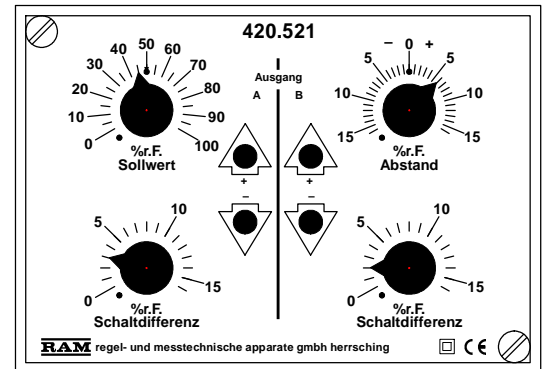 420.521
0 10 20 30 40 50 60 70 80 90 100
%r.F.
Sollwert
Ausgang
A B
+ +
– –
15 10 5 – 0 + 5 10 15
%r.F.
Abstand
0 5 10 15
%r.F.
Schaltdifferenz
0 5 10 15
%r.F.
Schaltdifferenz
RAM regel- und messtechnische apparate gmbh herrsching CE